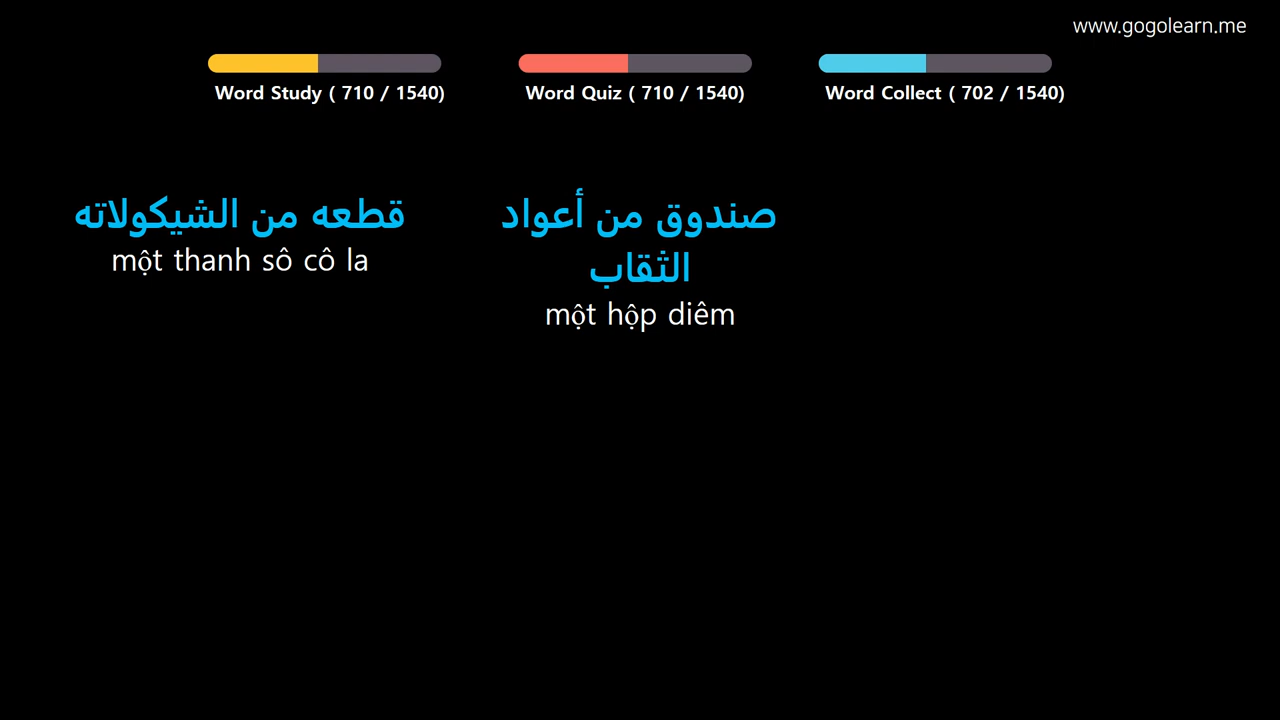 www.gogolearn.me
Word Study ( 710 / 1540)
Word Quiz ( 710 / 1540)
Word Collect ( 702 / 1540)
قطعه من الشيكولاته
một thanh sô cô la
صندوق من أعواد
الثقاب
một hộp diêm